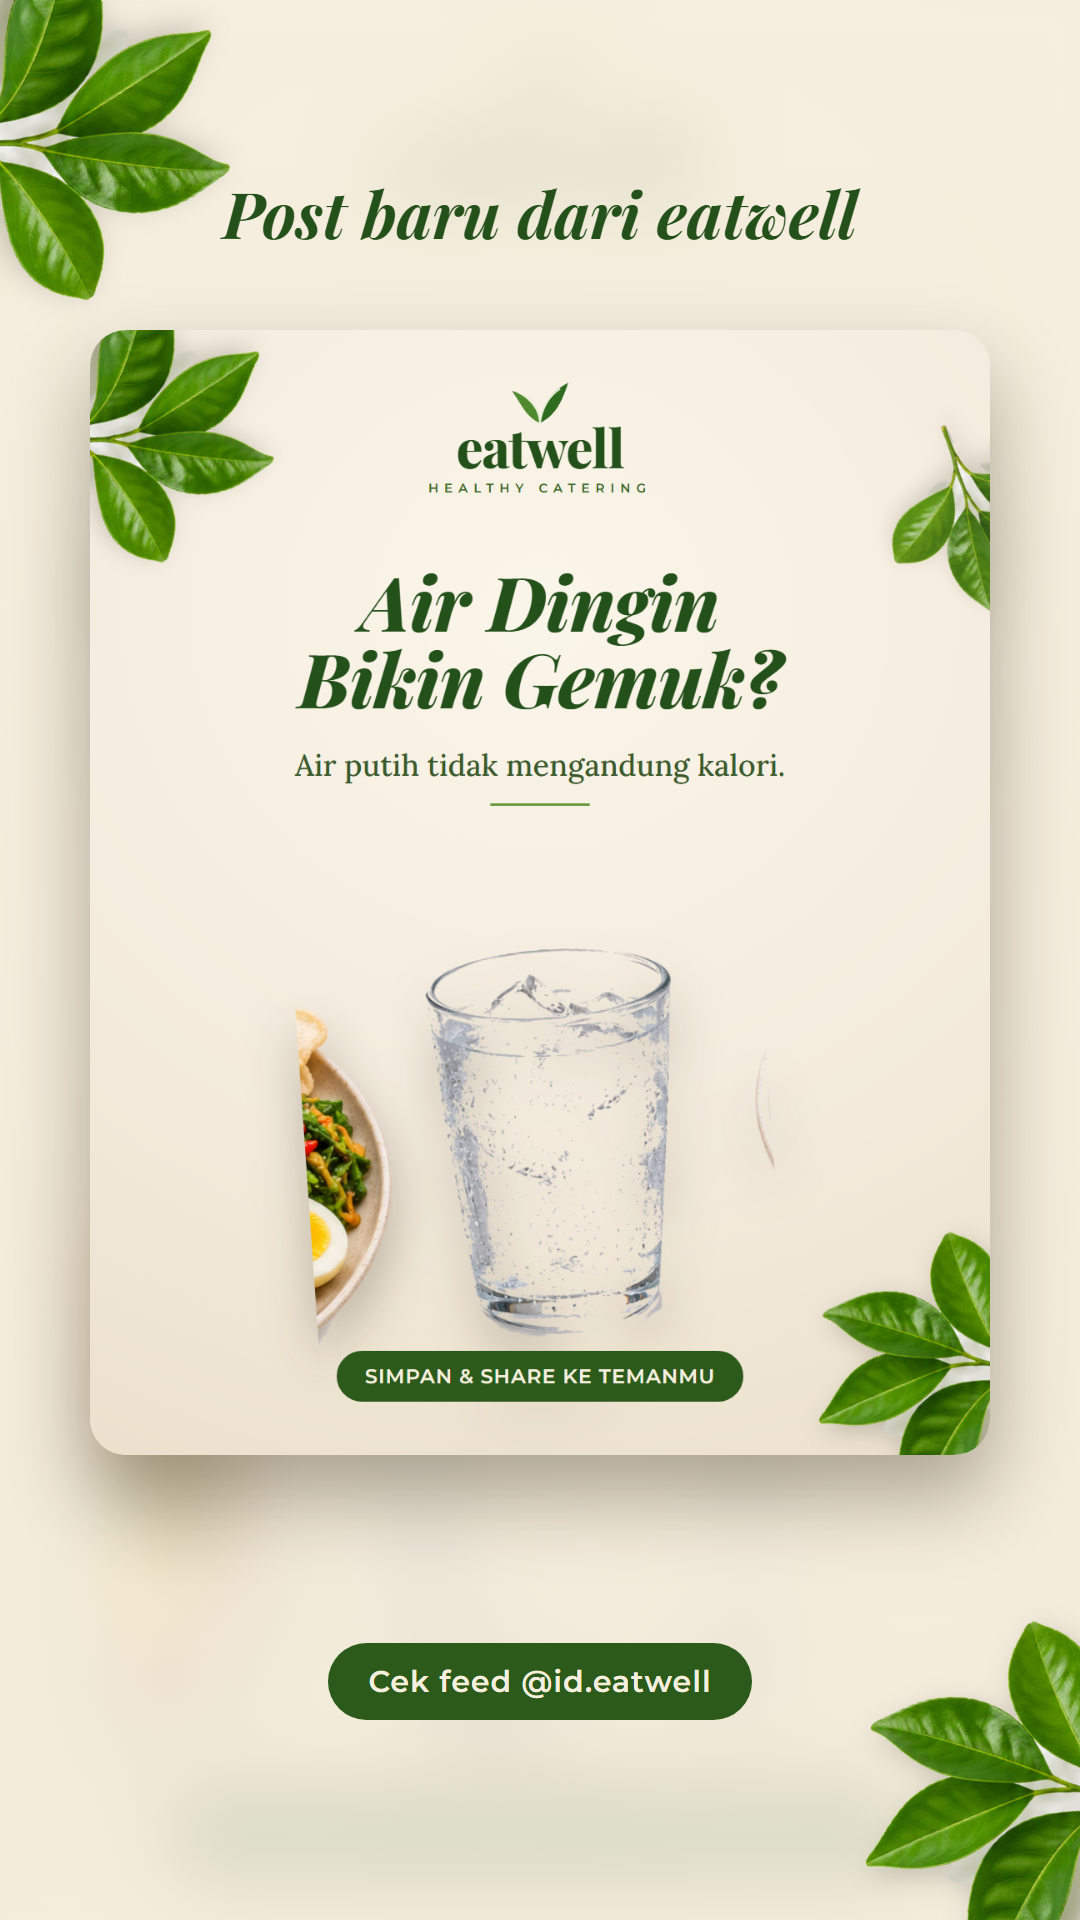 Post baru dari eatwell
eatwell
HEALTHY CATERING
Air Dingin
Bikin Gemuk?
Air putih tidak mengandung kalori.
SIMPAN & SHARE KE TEMANMU
Cek feed @id.eatwell